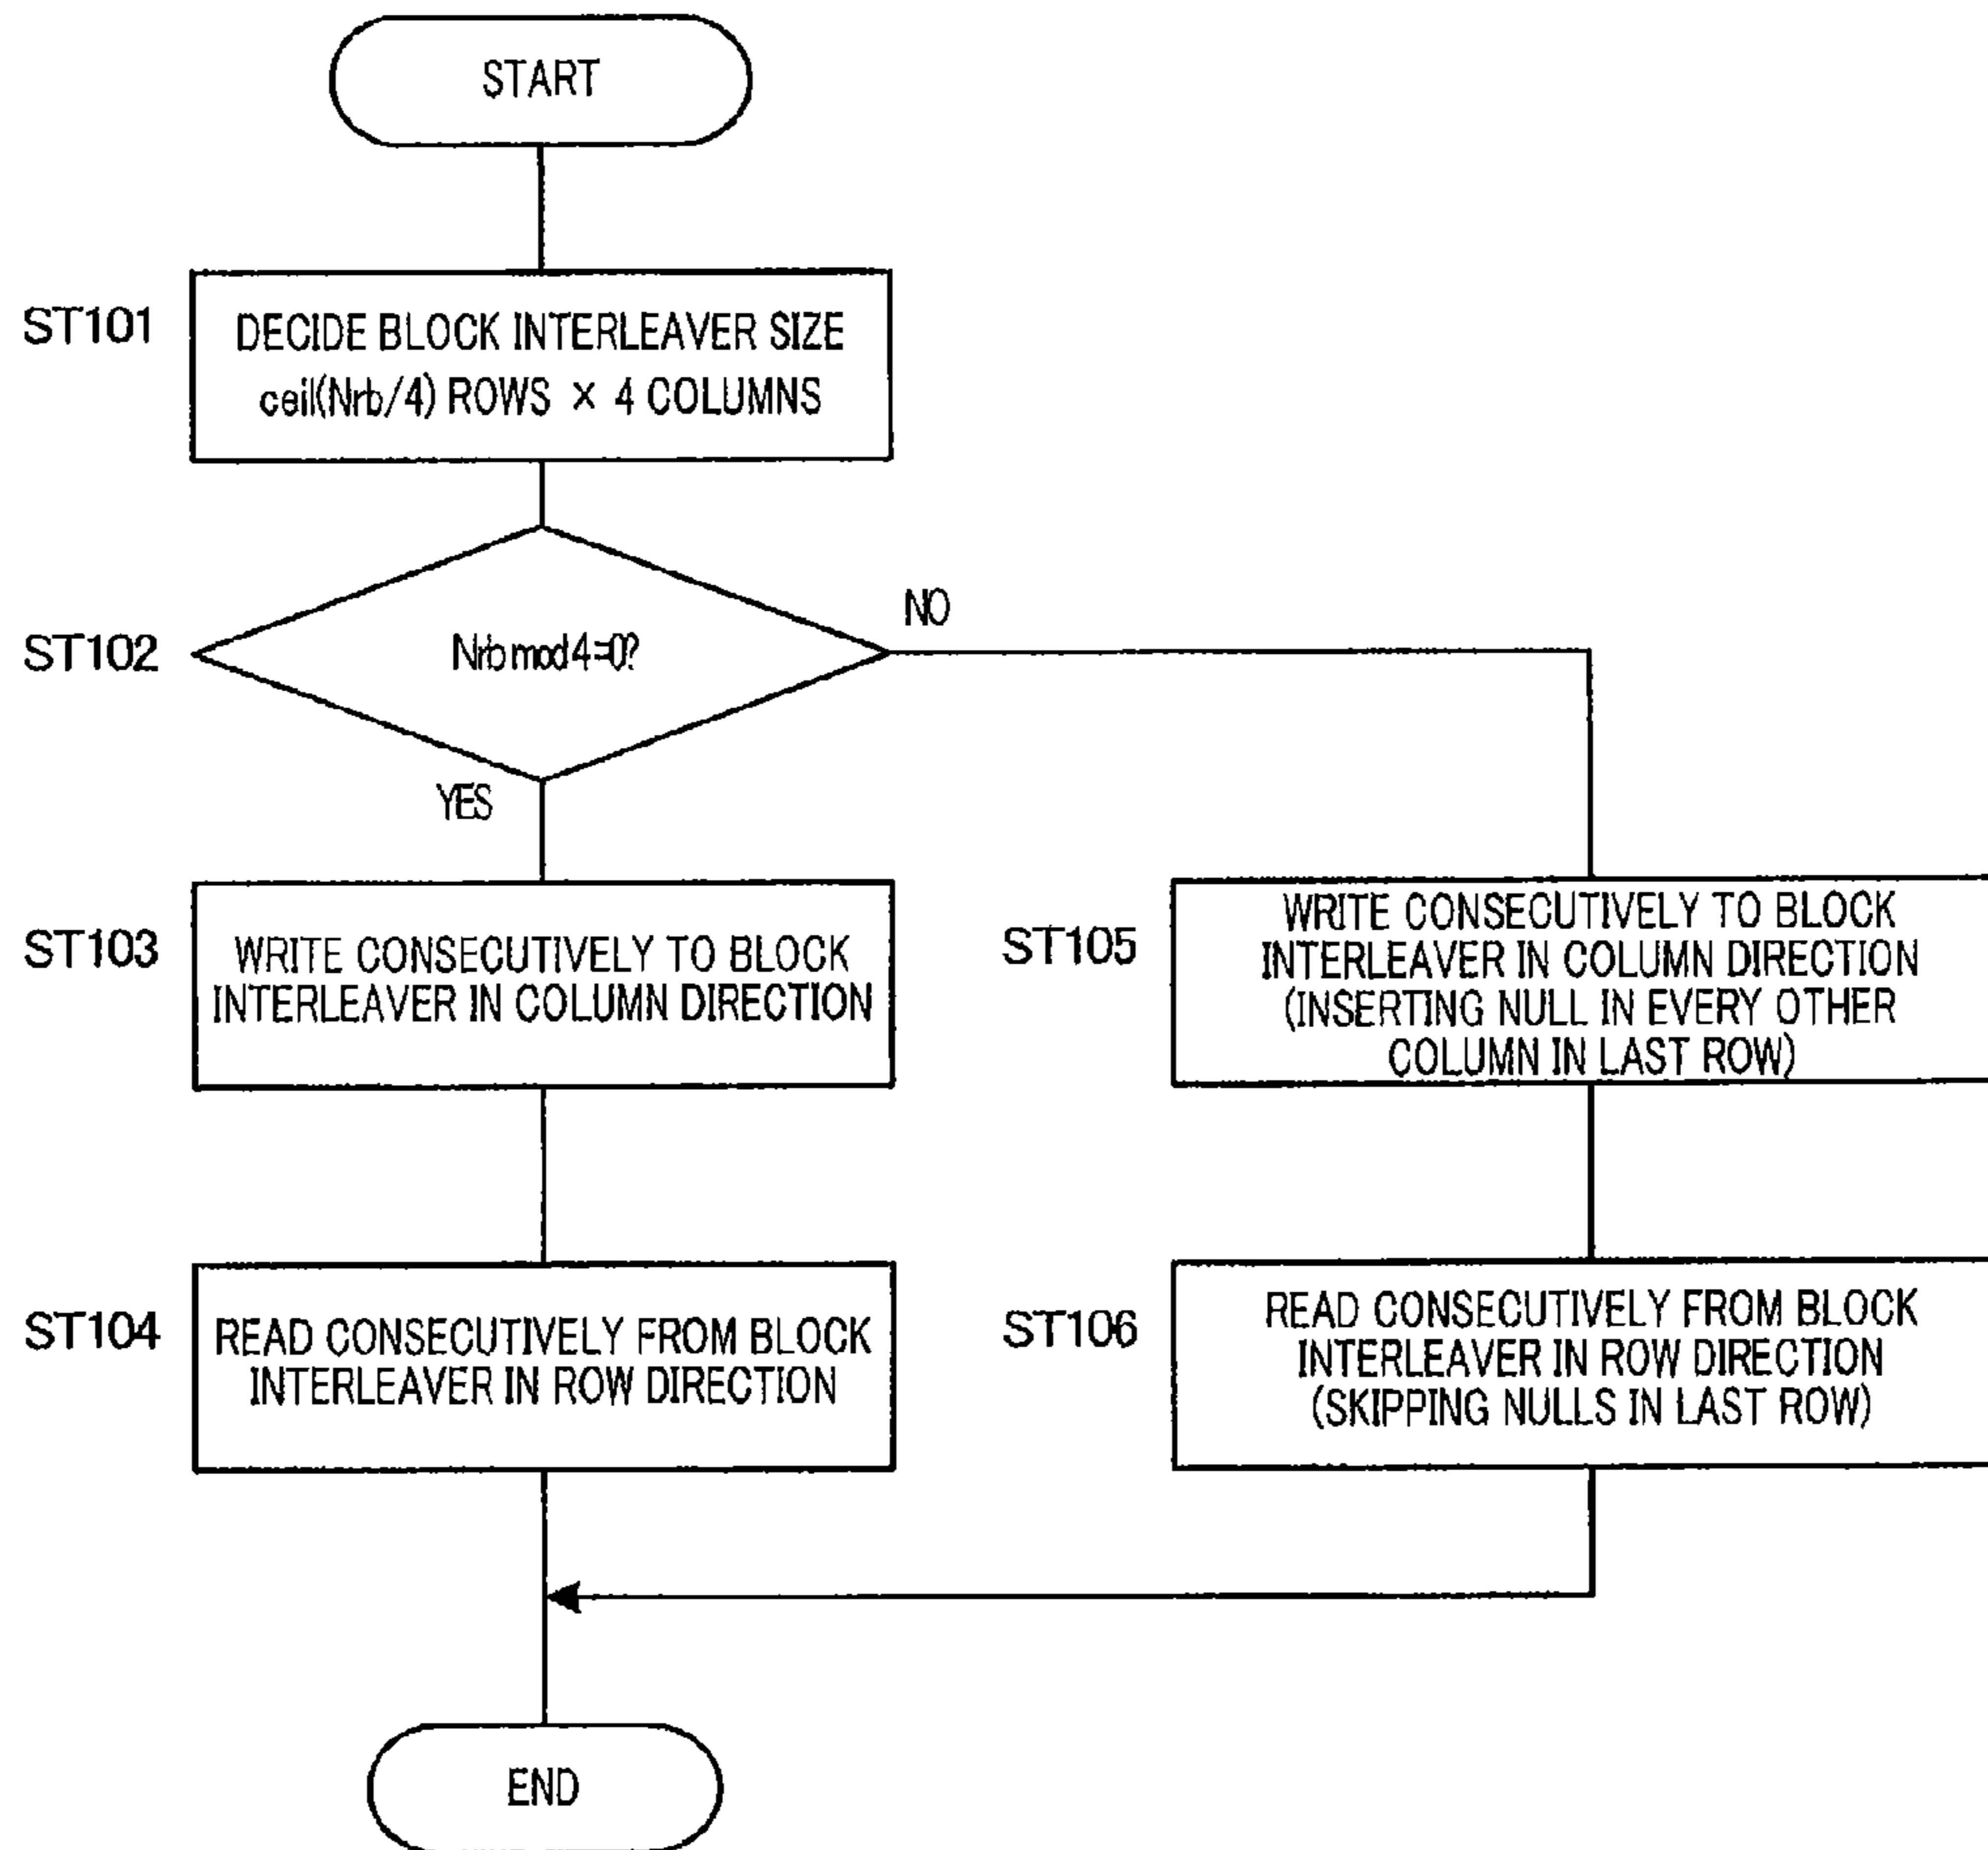 START
ST101
DECIDE BLOCK INTERLEAVER SIZE
ceil(Nrb/4) ROWS × 4 COLUMNS
ST102
Nrb mod 4=0?
NO
YES
ST103
WRITE CONSECUTIVELY TO BLOCK
INTERLEAVER IN COLUMN DIRECTION
ST105
WRITE CONSECUTIVELY TO BLOCK
INTERLEAVER IN COLUMN DIRECTION
(INSERTING NULL IN EVERY OTHER
COLUMN IN LAST ROW)
ST104
READ CONSECUTIVELY FROM BLOCK
INTERLEAVER IN ROW DIRECTION
ST106
READ CONSECUTIVELY FROM BLOCK
INTERLEAVER IN ROW DIRECTION
(SKIPPING NULLS IN LAST ROW)
END